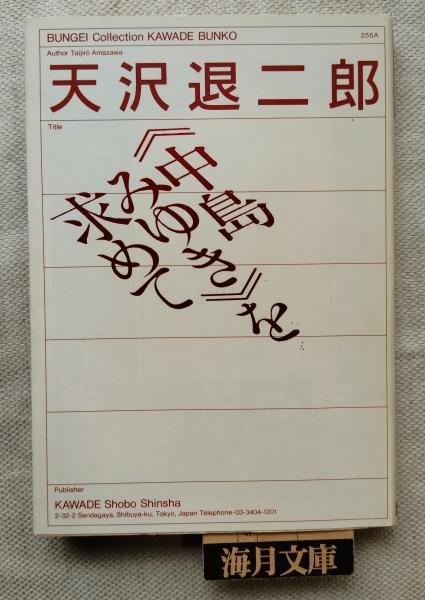 BUNGEI Collection KAWADE BUNKO
255A
Author Taijirō Amazawa
天沢退二郎
Title
《中島
みゆき》を
求めて
Publisher
KAWADE Shobo Shinsha
2-32-2 Sendagaya, Shibuya-ku, Tokyo, Japan Telephone-03-3404-1201
海月文庫